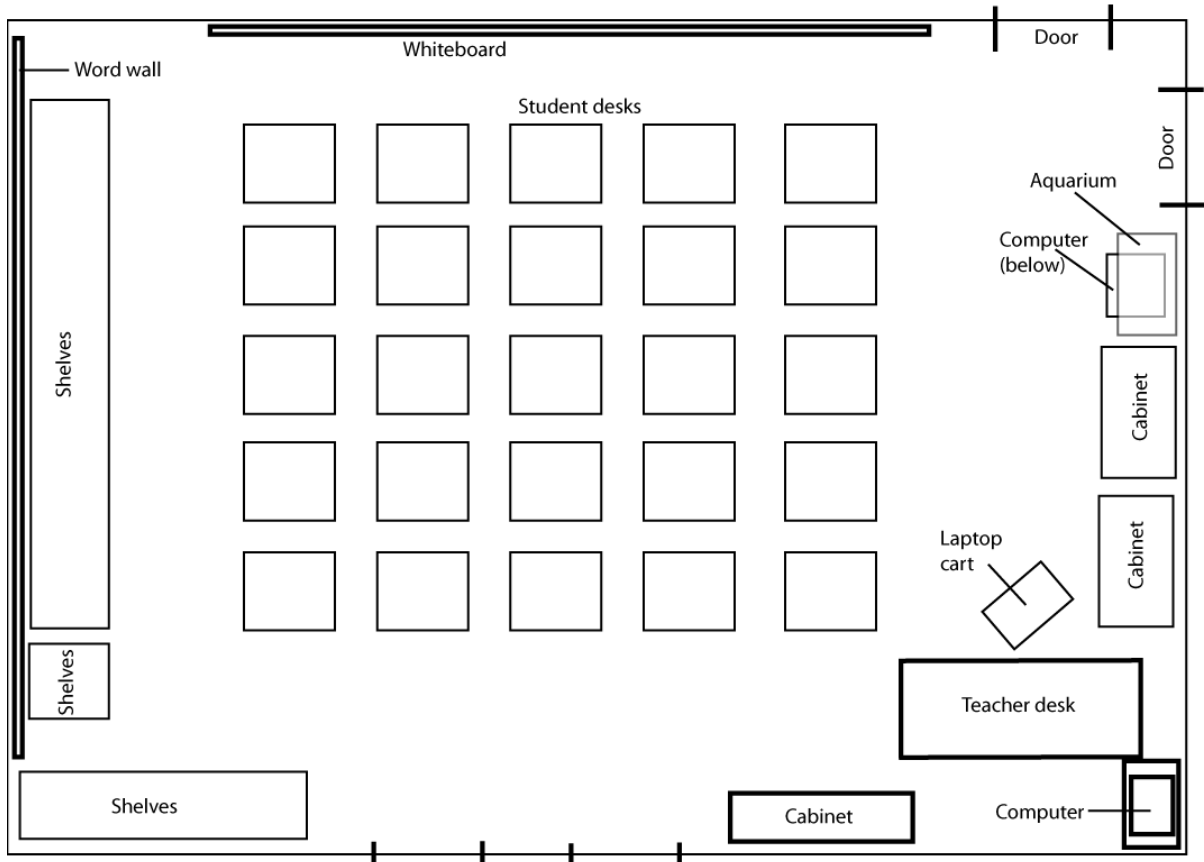 Whiteboard
Door
Word wall
Student desks
Door
Aquarium
Computer
(below)
Shelves
Cabinet
Laptop
cart
Cabinet
Shelves
Teacher desk
Shelves
Cabinet
Computer